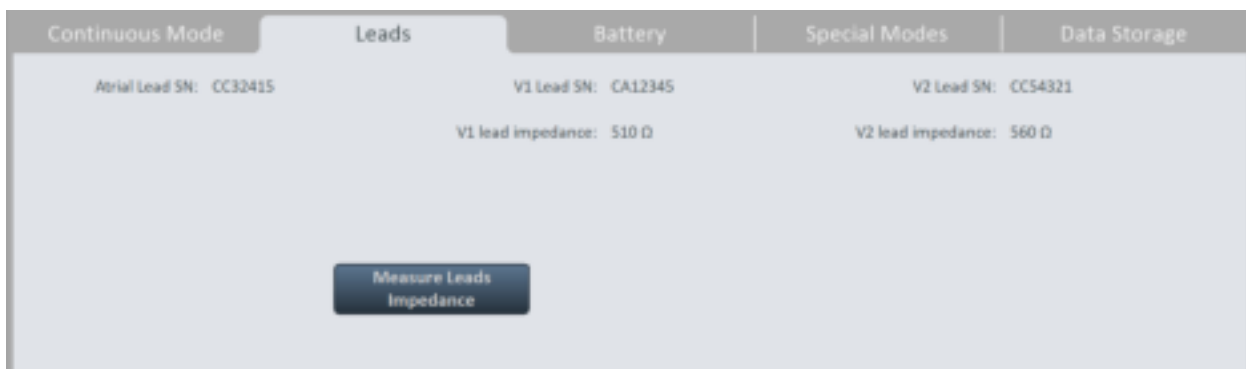 Continuous Mode Leads Battery Special Modes Data Storage
Atrial Lead SN: CC32415 V1 Lead SN: CA12345 V2 Lead SN: CC54321
V1 lead impedance: 510 Ω V2 lead impedance: 560 Ω
Measure Leads
Impedance